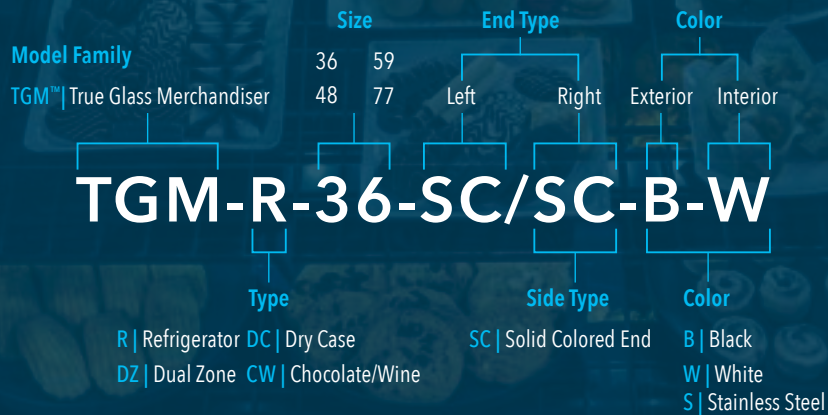 Size End Type Color
Model Family
36 59
TGM™| True Glass Merchandiser 48 77 Left Right Exterior Interior
TGM-R-36-SC/SC-B-W
Type Side Type Color
R | Refrigerator DC | Dry Case SC | Solid Colored End B | Black
DZ | Dual Zone CW | Chocolate/Wine W | White
S | Stainless Steel